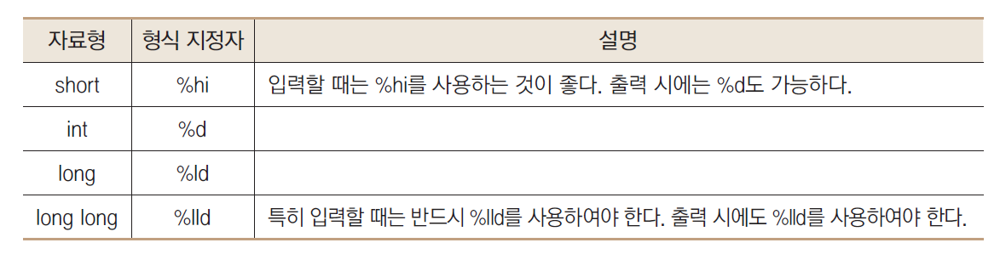 자료형 형식 지정자 설명
short %hi 입력할 때는 %hi를 사용하는 것이 좋다. 출력 시에는 %d도 가능하다.
int %d
long %ld
long long %lld 특히 입력할 때는 반드시 %lld를 사용하여야 한다. 출력 시에도 %lld를 사용하여야 한다.